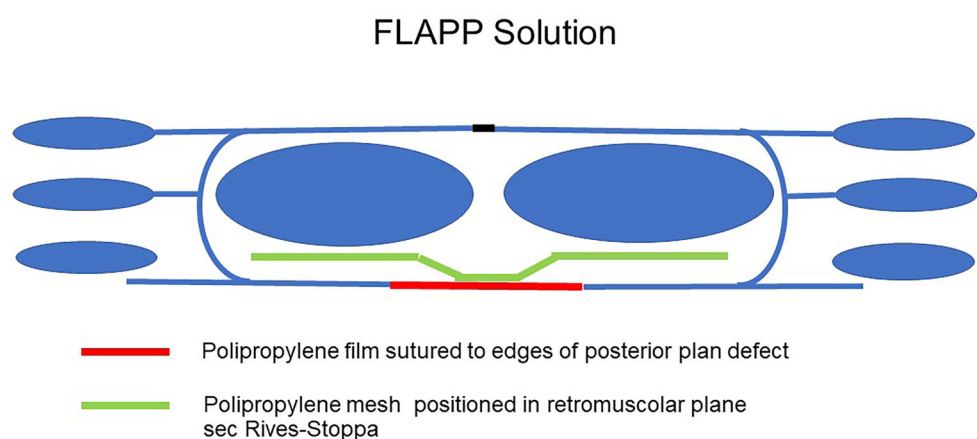 FLAPP Solution
Polipropylene film sutured to edges of posterior plan defect
Polipropylene mesh positioned in retromuscolar plane
sec Rives-Stoppa